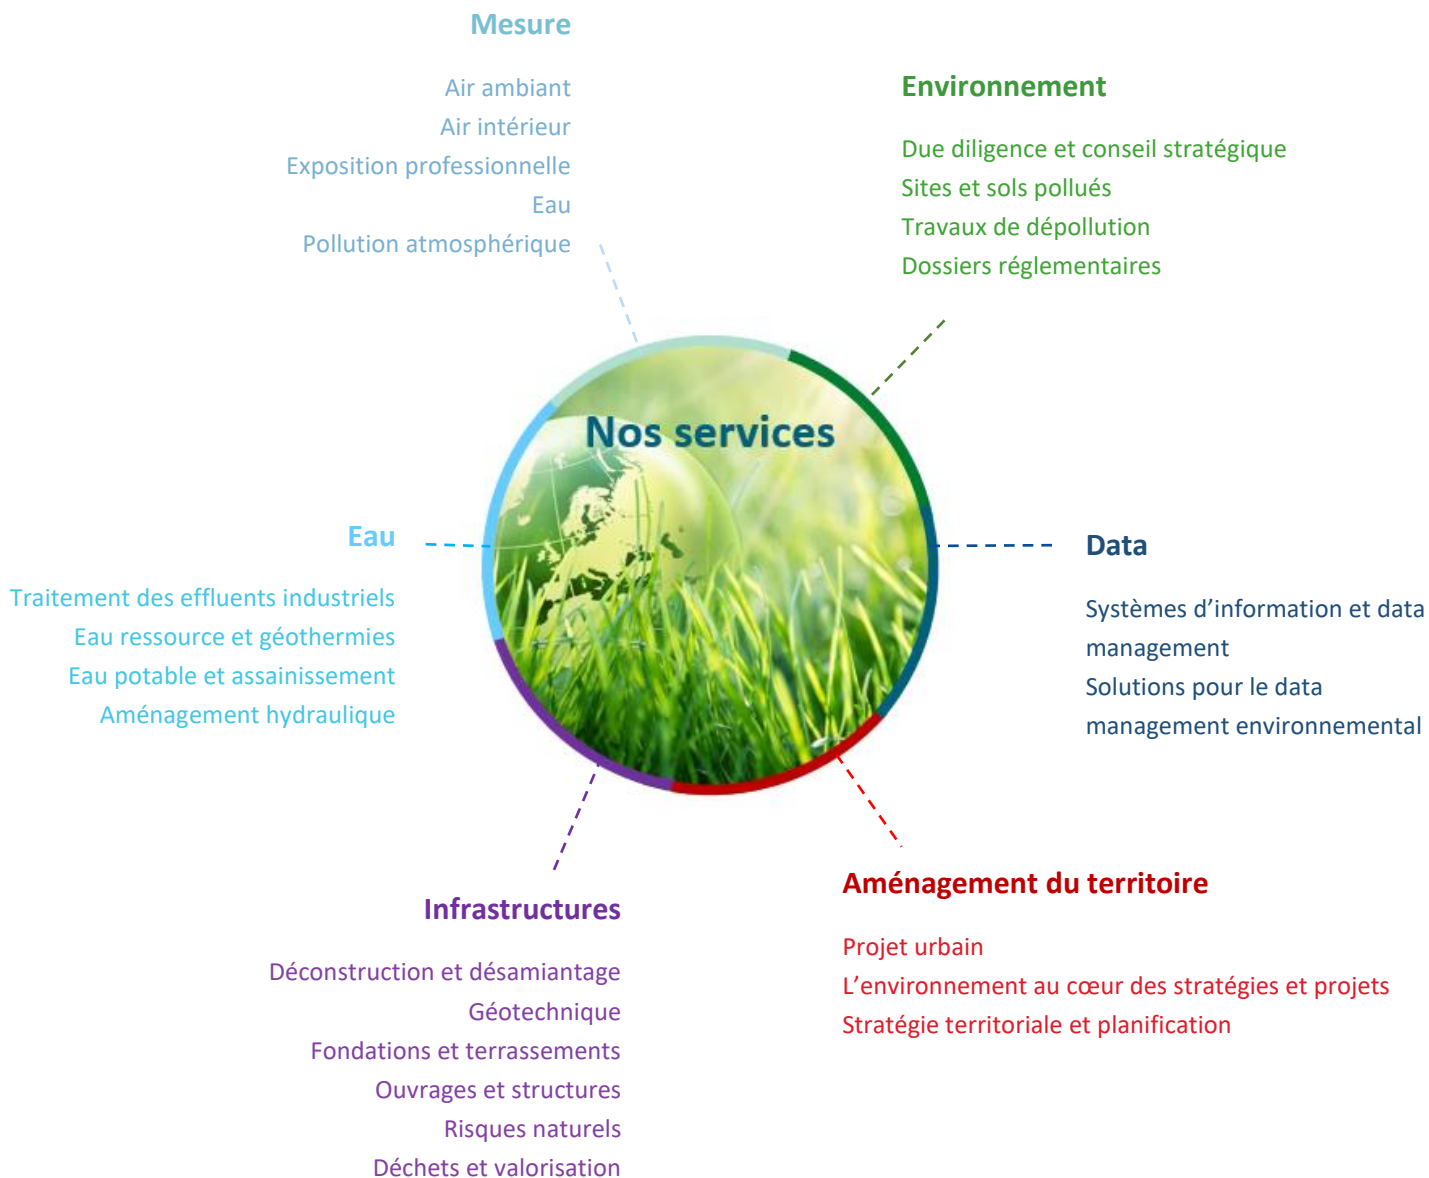 Mesure
Air ambiant
Air intérieur
Exposition professionnelle
Eau
Pollution atmosphérique
Environnement
Due diligence et conseil stratégique
Sites et sols pollués
Travaux de dépollution
Dossiers réglementaires
Nos services
Eau
Traitement des effluents industriels
Eau ressource et géothermies
Eau potable et assainissement
Aménagement hydraulique
Data
Systèmes d’information et data
management
Solutions pour le data
management environnemental
Infrastructures
Déconstruction et désamiantage
Géotechnique
Fondations et terrassements
Ouvrages et structures
Risques naturels
Déchets et valorisation
Aménagement du territoire
Projet urbain
L’environnement au cœur des stratégies et projets
Stratégie territoriale et planification